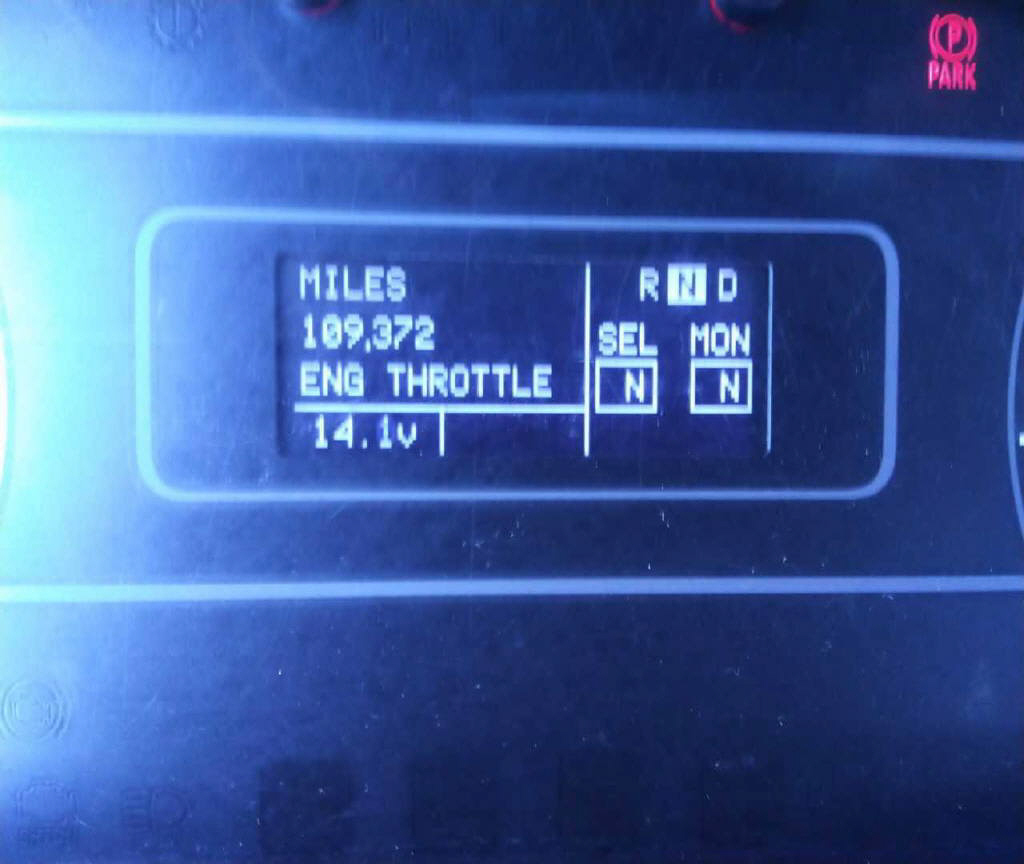 P
PARK
MILES
109,372
ENG THROTTLE
14.1v
R N D
SEL MON
N N